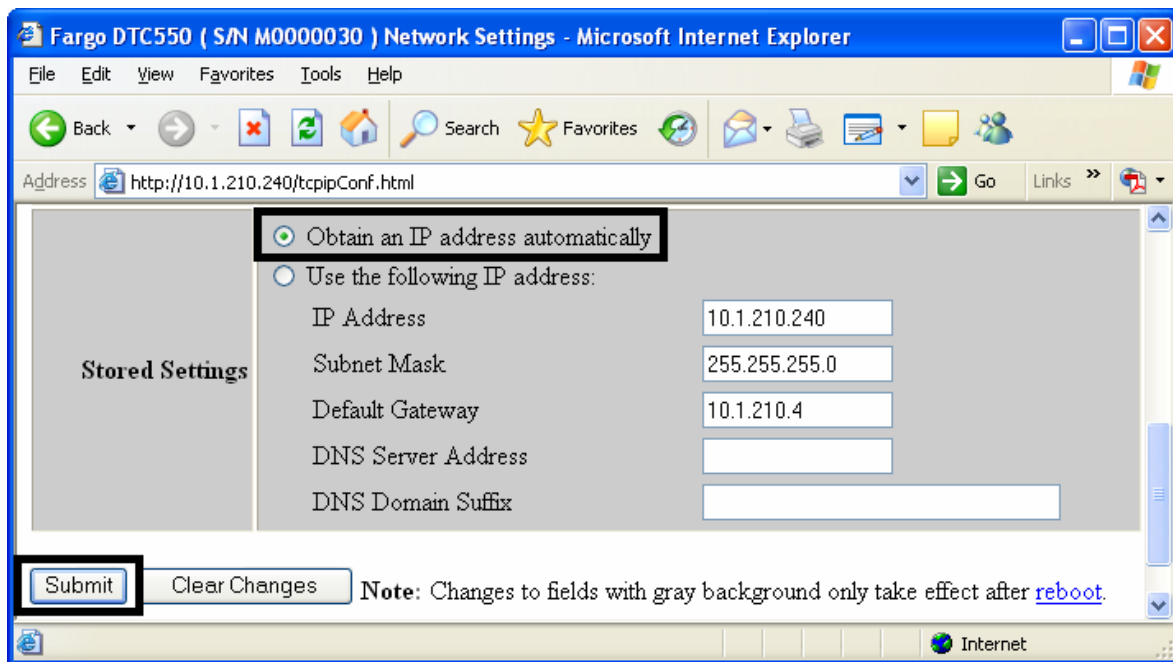 Fargo DTC550 ( S/N M0000030 ) Network Settings - Microsoft Internet Explorer
File Edit View Favorites Tools Help
Back Search Favorites
Address http://10.1.210.240/tcpipConf.html Go Links »
Obtain an IP address automatically
Use the following IP address:
IP Address 10.1.210.240
Stored Settings Subnet Mask 255.255.255.0
Default Gateway 10.1.210.4
DNS Server Address
DNS Domain Suffix
Submit Clear Changes Note: Changes to fields with gray background only take effect after reboot.
Internet